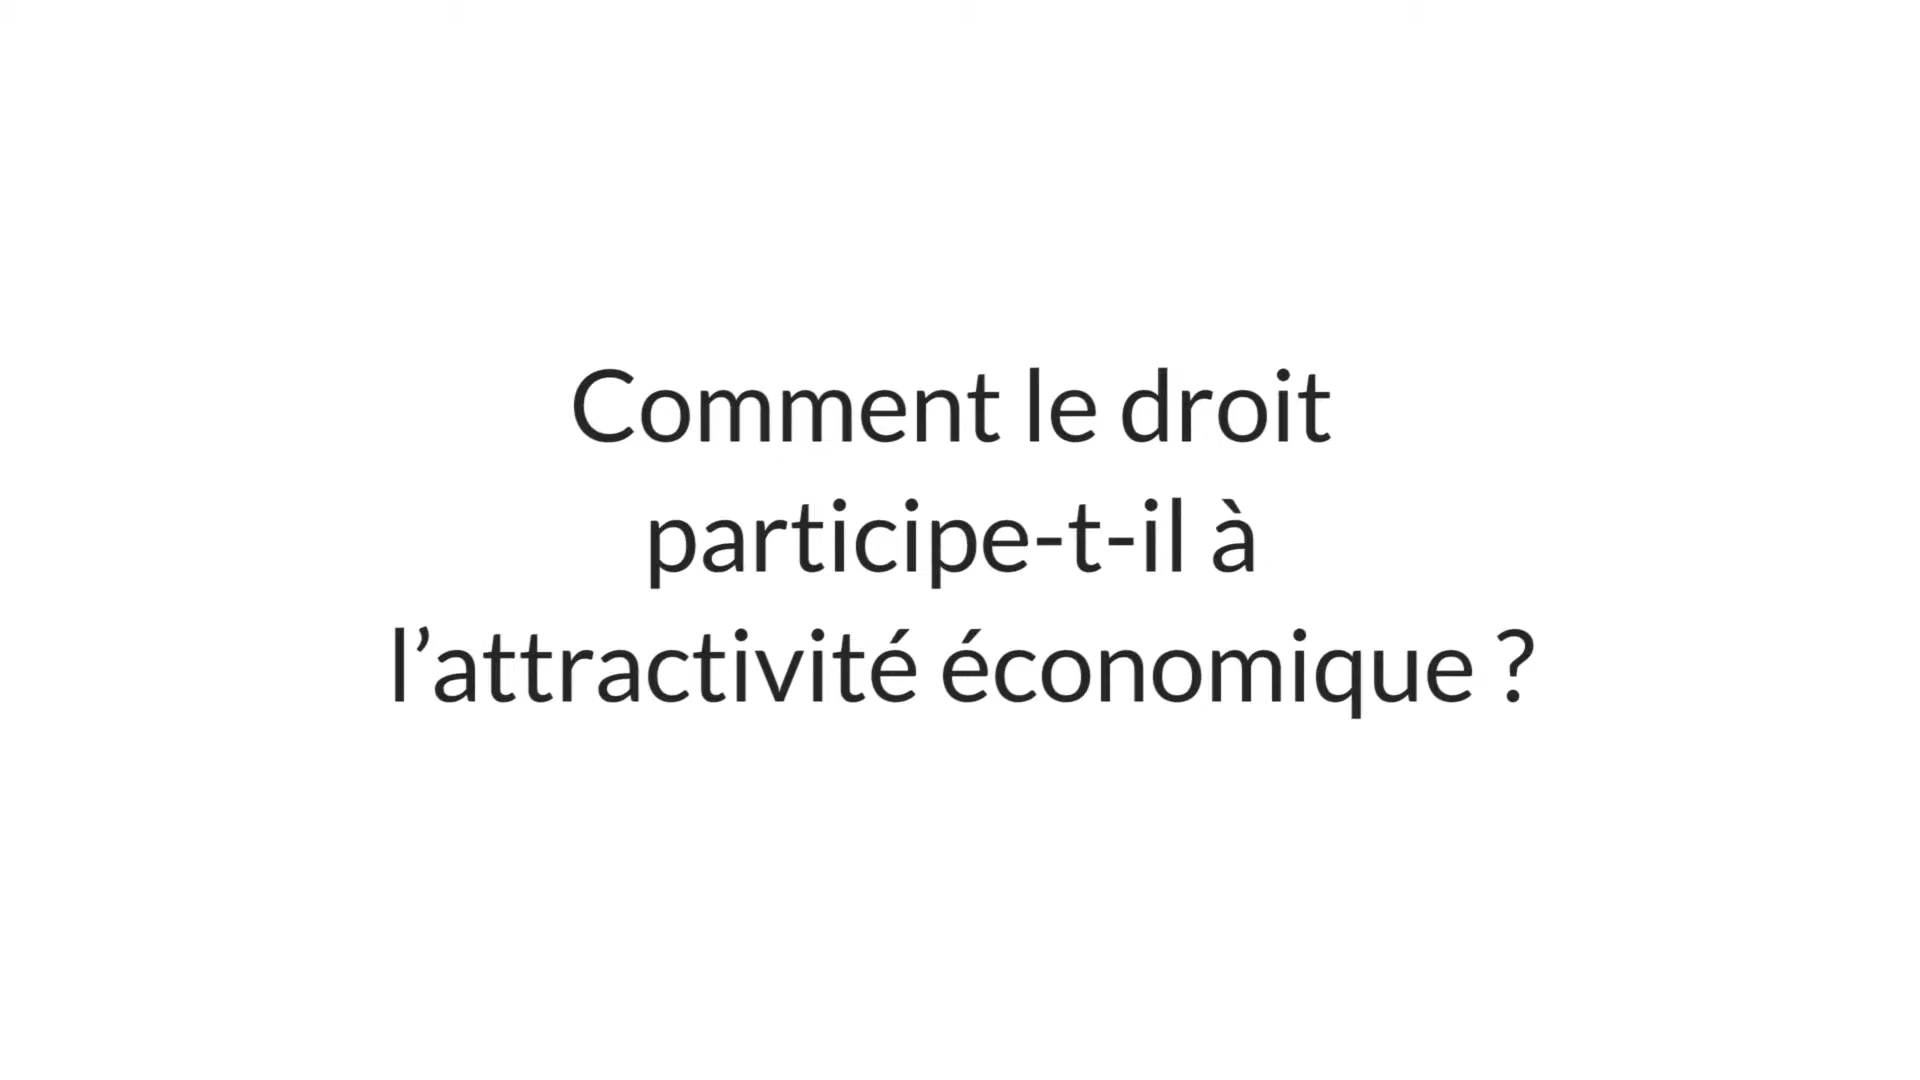 Comment le droit
participe-t-il à
l’attractivité économique ?